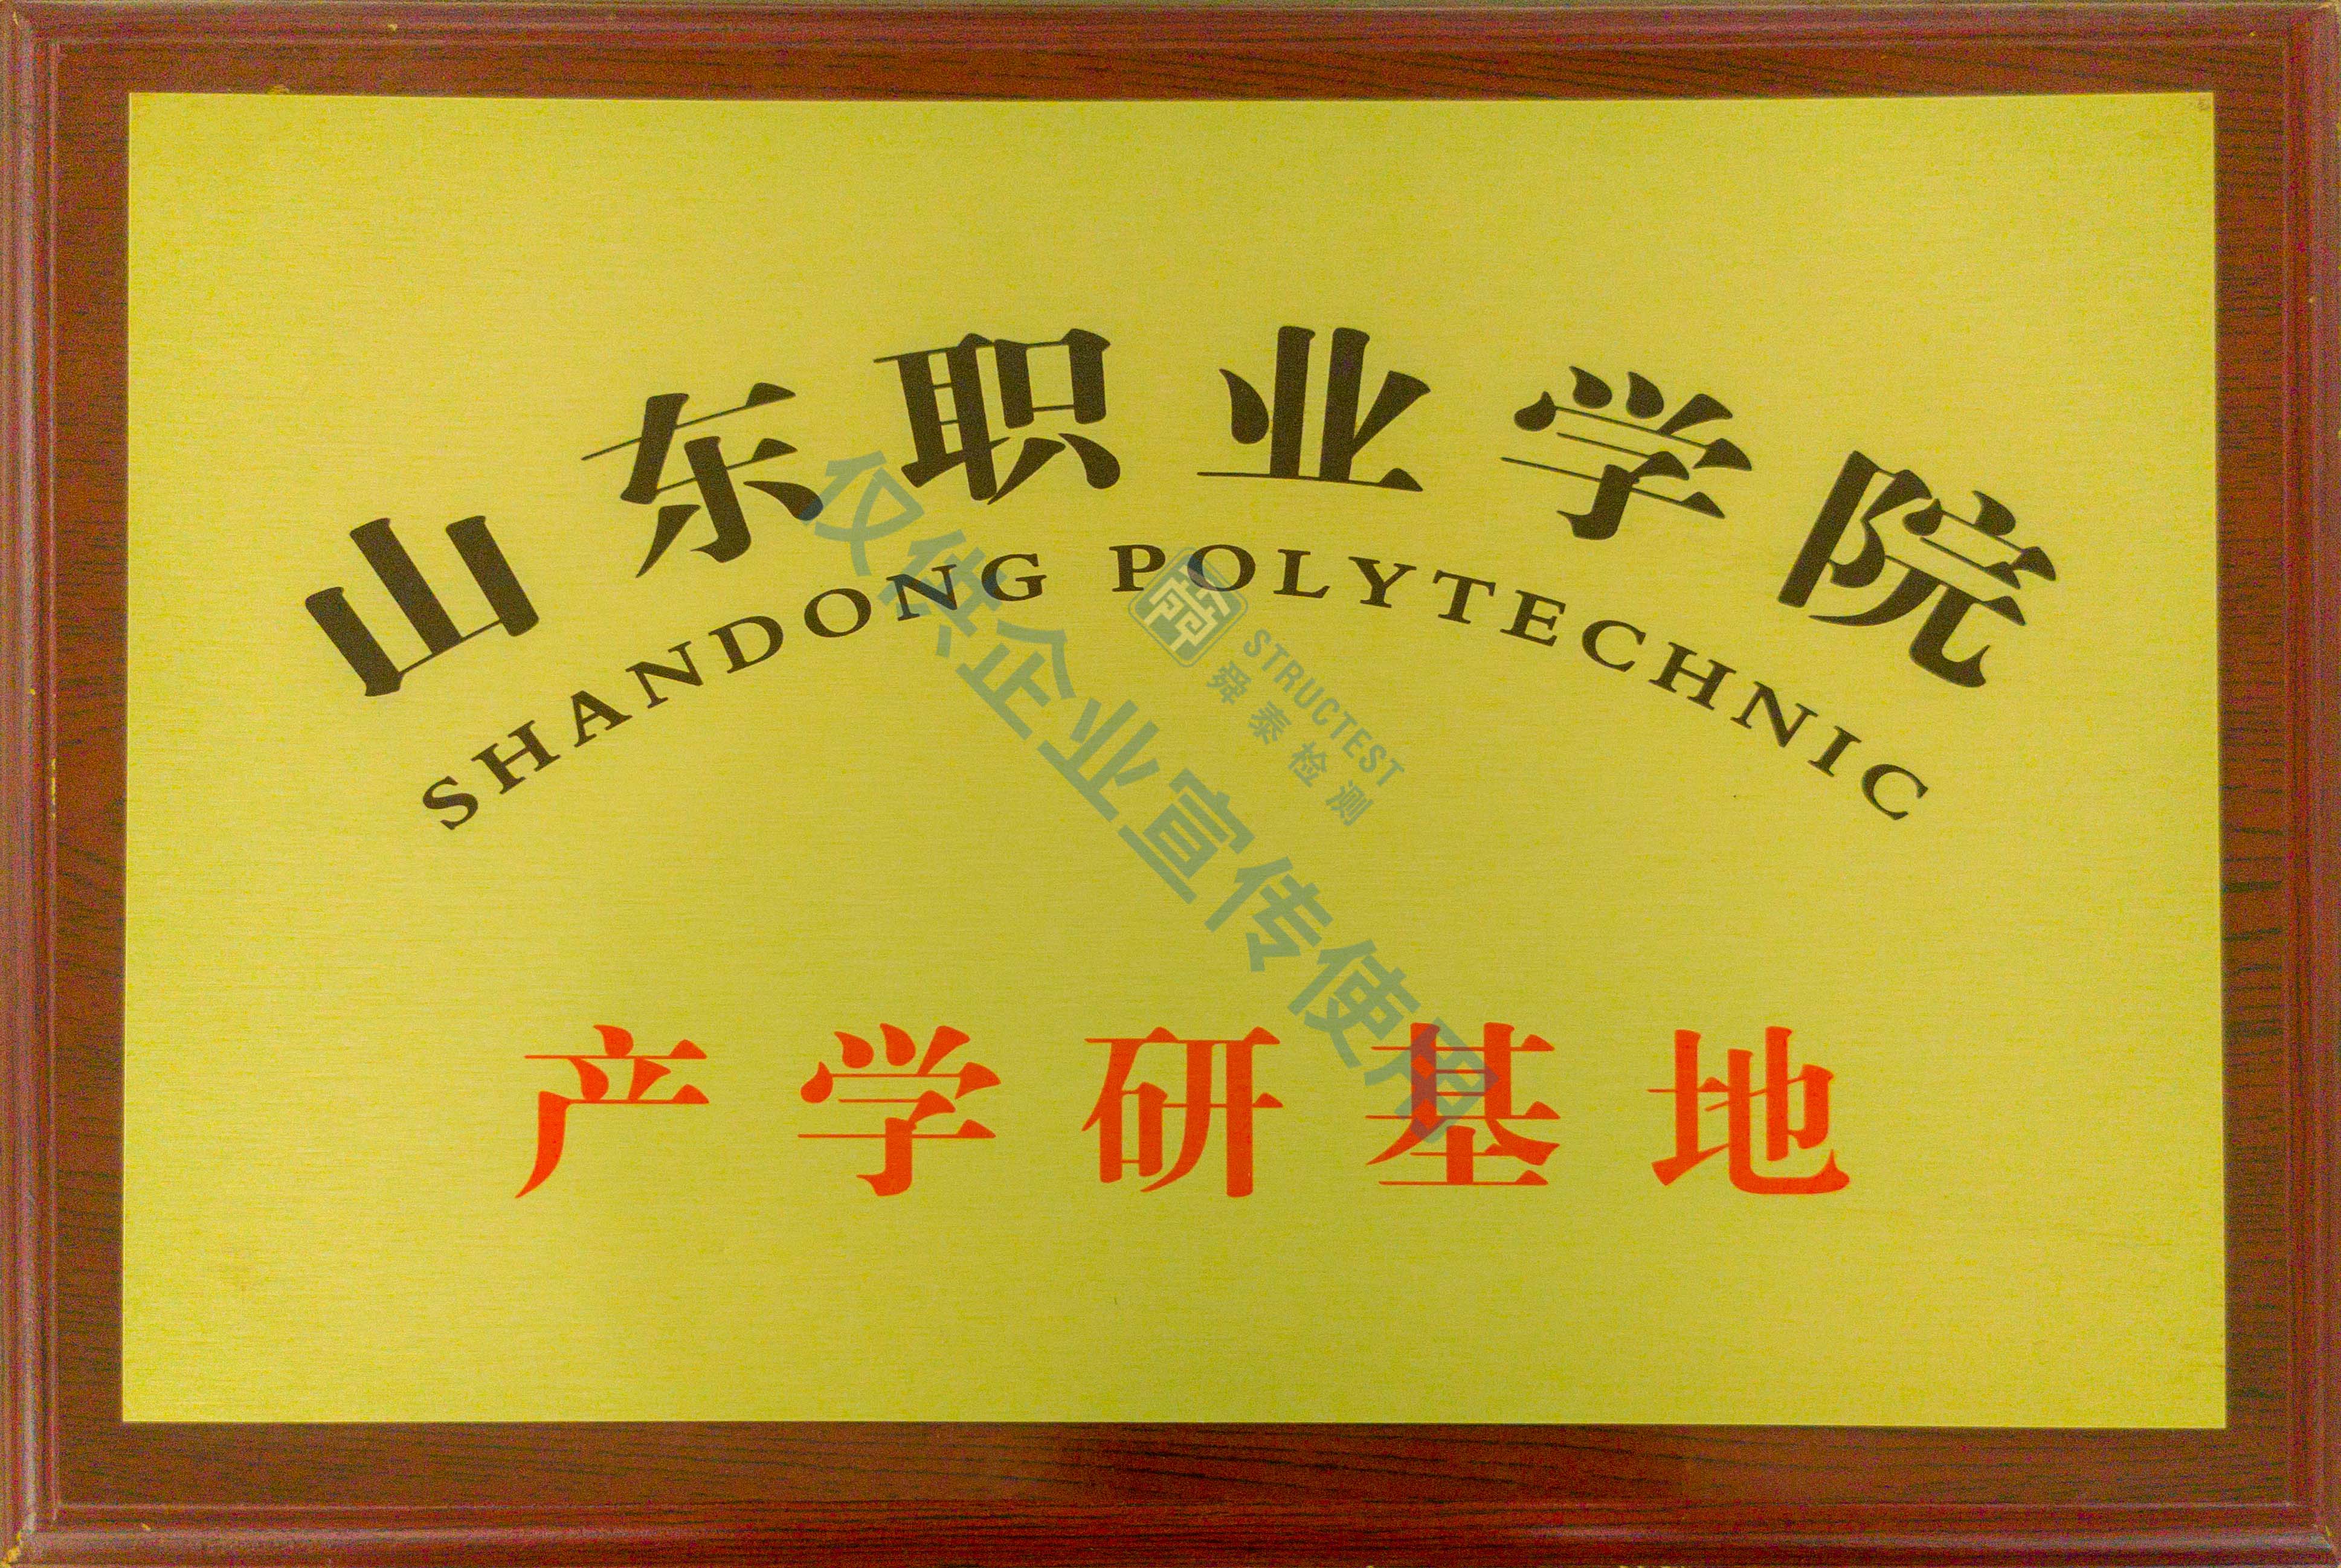 山东职业学院
SHANDONG POLYTECHNIC
STRUCTEST
舜泰检测
仅供企业宣传使用
产学研基地